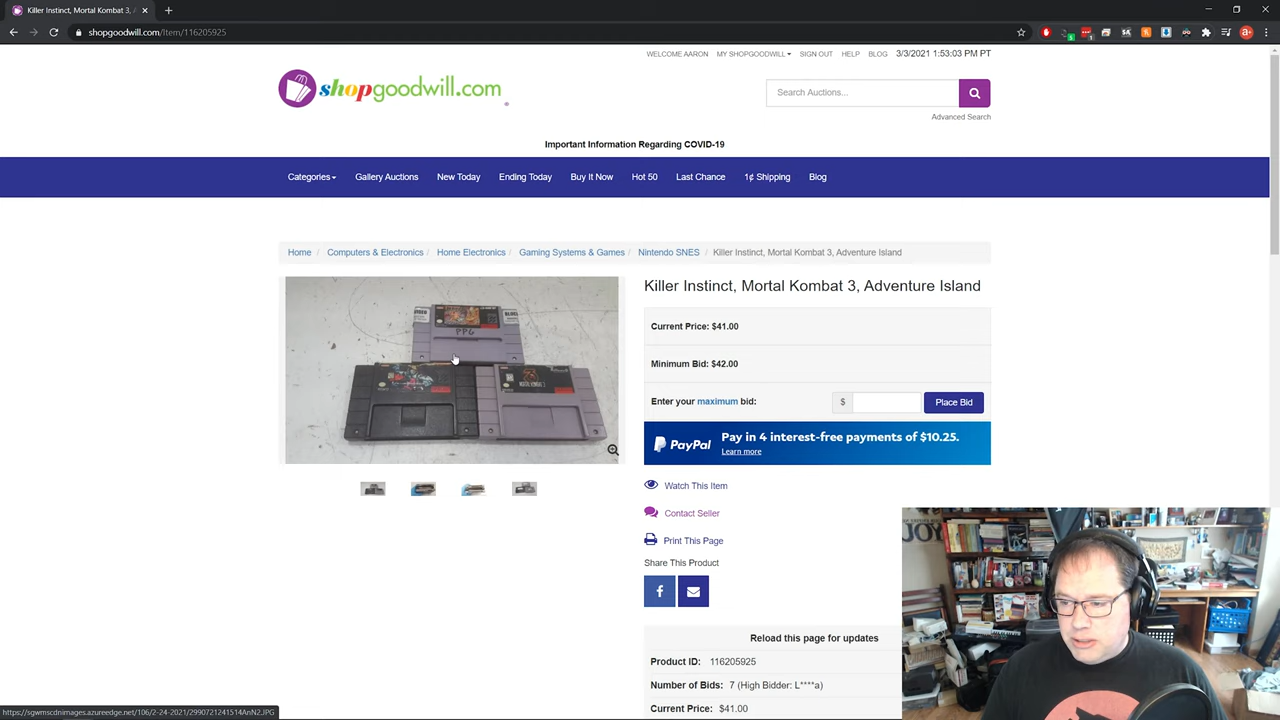 Killer Instinct, Mortal Kombat 3,
shopgoodwill.com/Item/116205925
WELCOME AARON
MY SHOPGOODWILL
SIGN OUT
HELP
BLOG
3/3/2021 1:53:03 PM PT
shopgoodwill.com
Search Auctions...
Advanced Search
Important Information Regarding COVID-19
Categories
Gallery Auctions
New Today
Ending Today
Buy It Now
Hot 50
Last Chance
1¢ Shipping
Blog
Home / Computers & Electronics / Home Electronics / Gaming Systems & Games / Nintendo SNES / Killer Instinct, Mortal Kombat 3, Adventure Island
Killer Instinct, Mortal Kombat 3, Adventure Island
Current Price: $41.00
Minimum Bid: $42.00
Enter your maximum bid:
$
Place Bid
PayPal
Pay in 4 interest-free payments of $10.25.
Learn more
PPG
Watch This Item
Contact Seller
Print This Page
Share This Product
Reload this page for updates
Product ID: 116205925
Number of Bids: 7 (High Bidder: L****a)
Current Price: $41.00
https://sgwmscdnimages.azureedge.net/106/2-24-2021/2990721241514AnN2.JPG